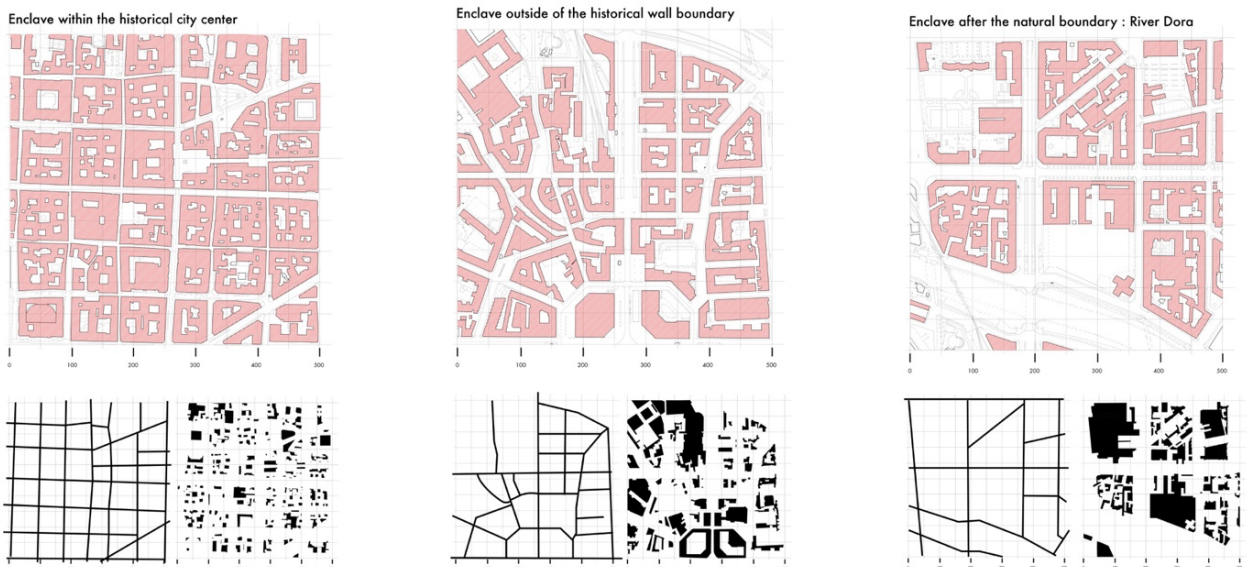 Enclave within the historical city center
Enclave outside of the historical wall boundary
Enclave after the natural boundary : River Dora
0 100 200 300 400 500
0 100 200 300 400 500
0 100 200 300 400 500